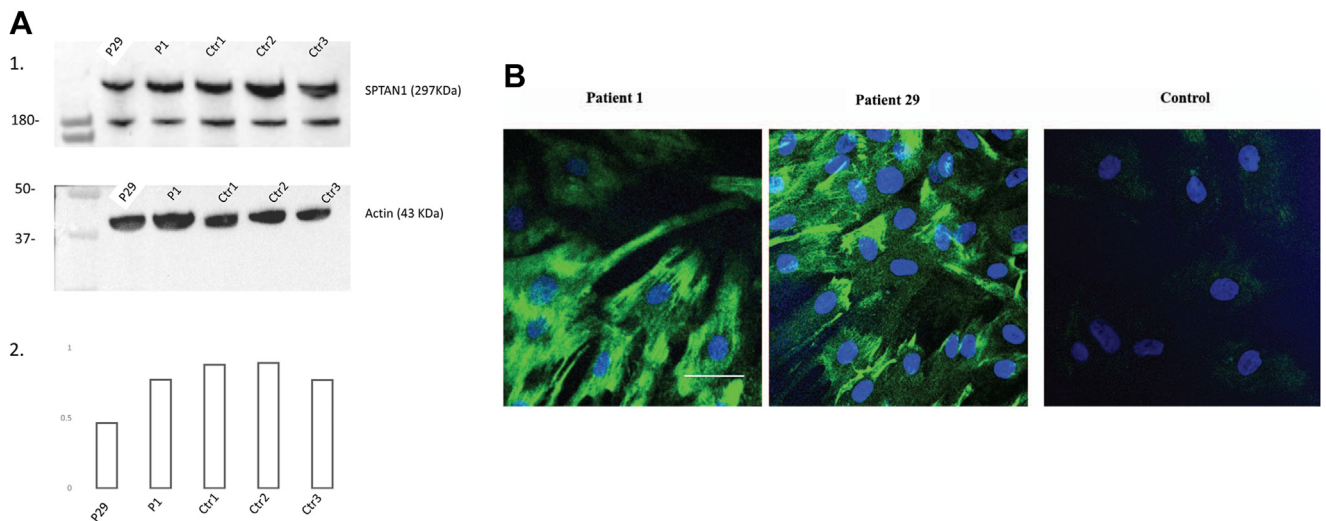 A
1.
P29 P1 Ctr1 Ctr2 Ctr3
SPTAN1 (297KDa)
180-
P29 P1 Ctr1 Ctr2 Ctr3
50-
Actin (43 KDa)
37-
2.
1
0.5
0
P29 P1 Ctr1 Ctr2 Ctr3
B
Patient 1 Patient 29 Control